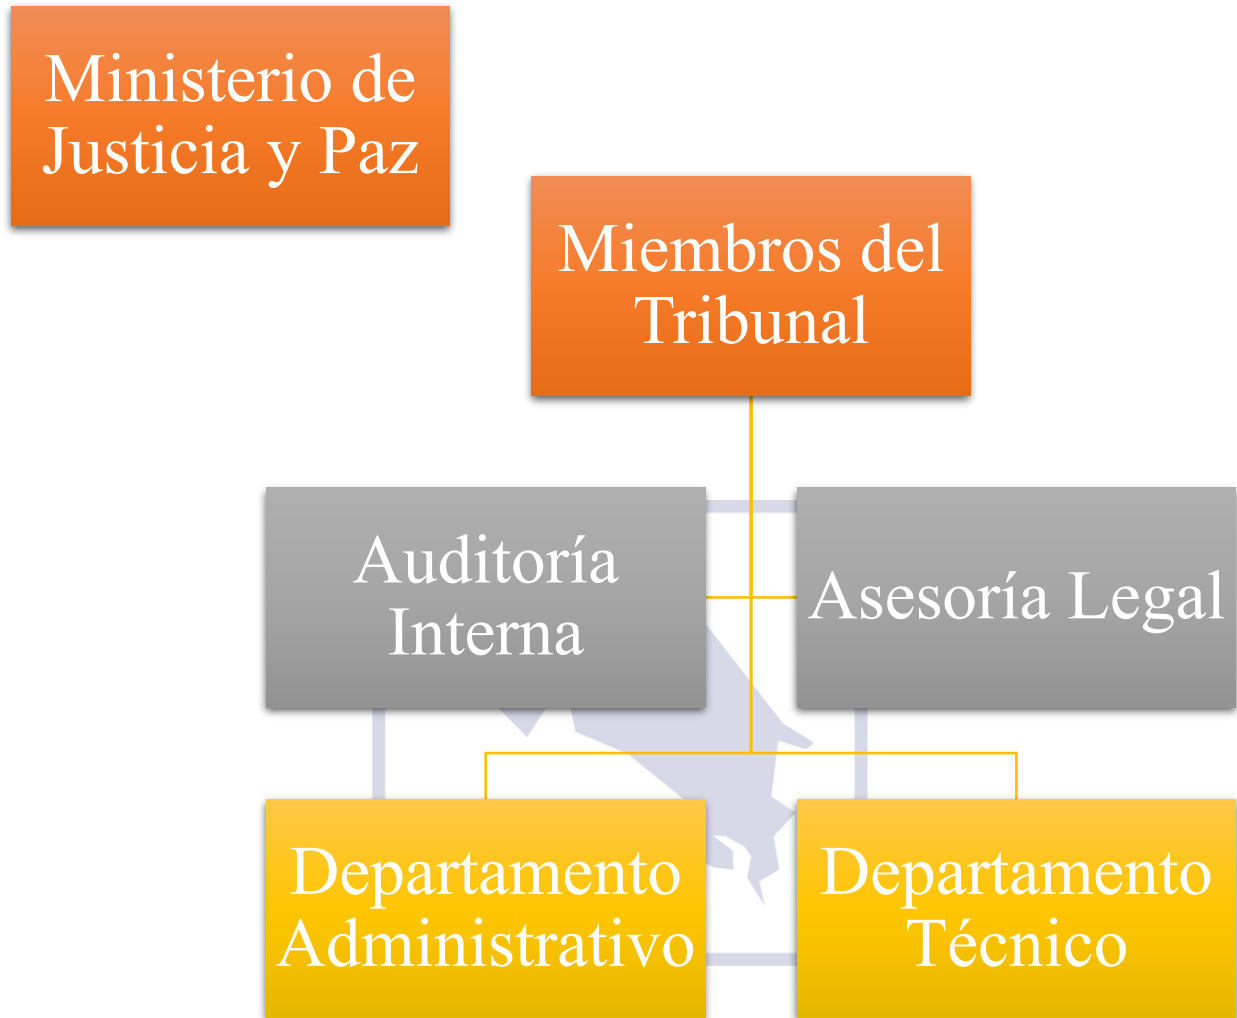 Ministerio de
Justicia y Paz
Miembros del
Tribunal
Auditoría
Interna
Asesoría Legal
Departamento
Administrativo
Departamento
Técnico